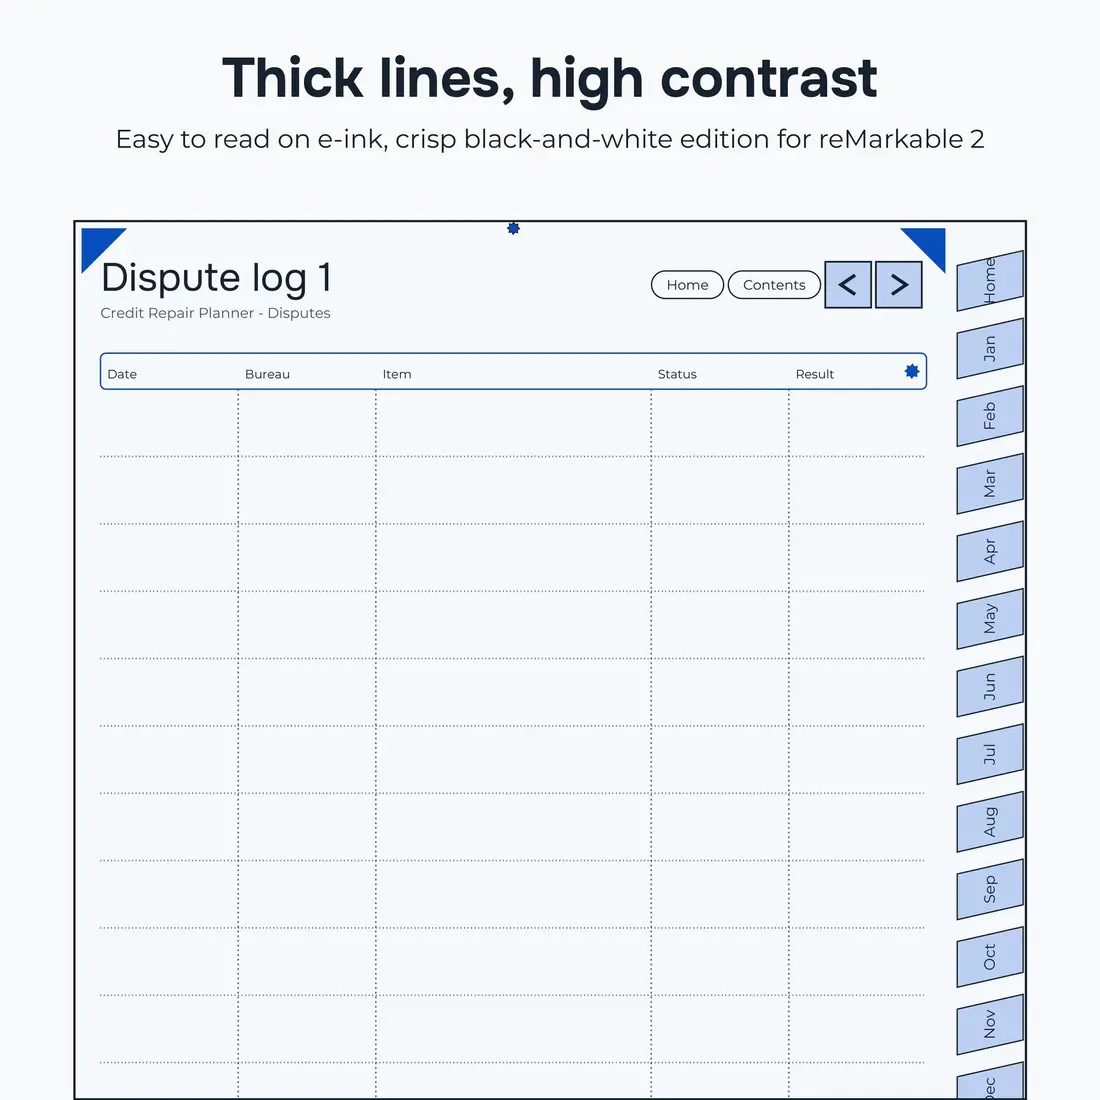 Thick lines, high contrast
Easy to read on e-ink, crisp black-and-white edition for reMarkable 2
Dispute log 1
Credit Repair Planner - Disputes
Home Contents < >
Date Bureau Item Status Result
Home
Jan
Feb
Mar
Apr
May
Jun
Jul
Aug
Sep
Oct
Nov
Dec